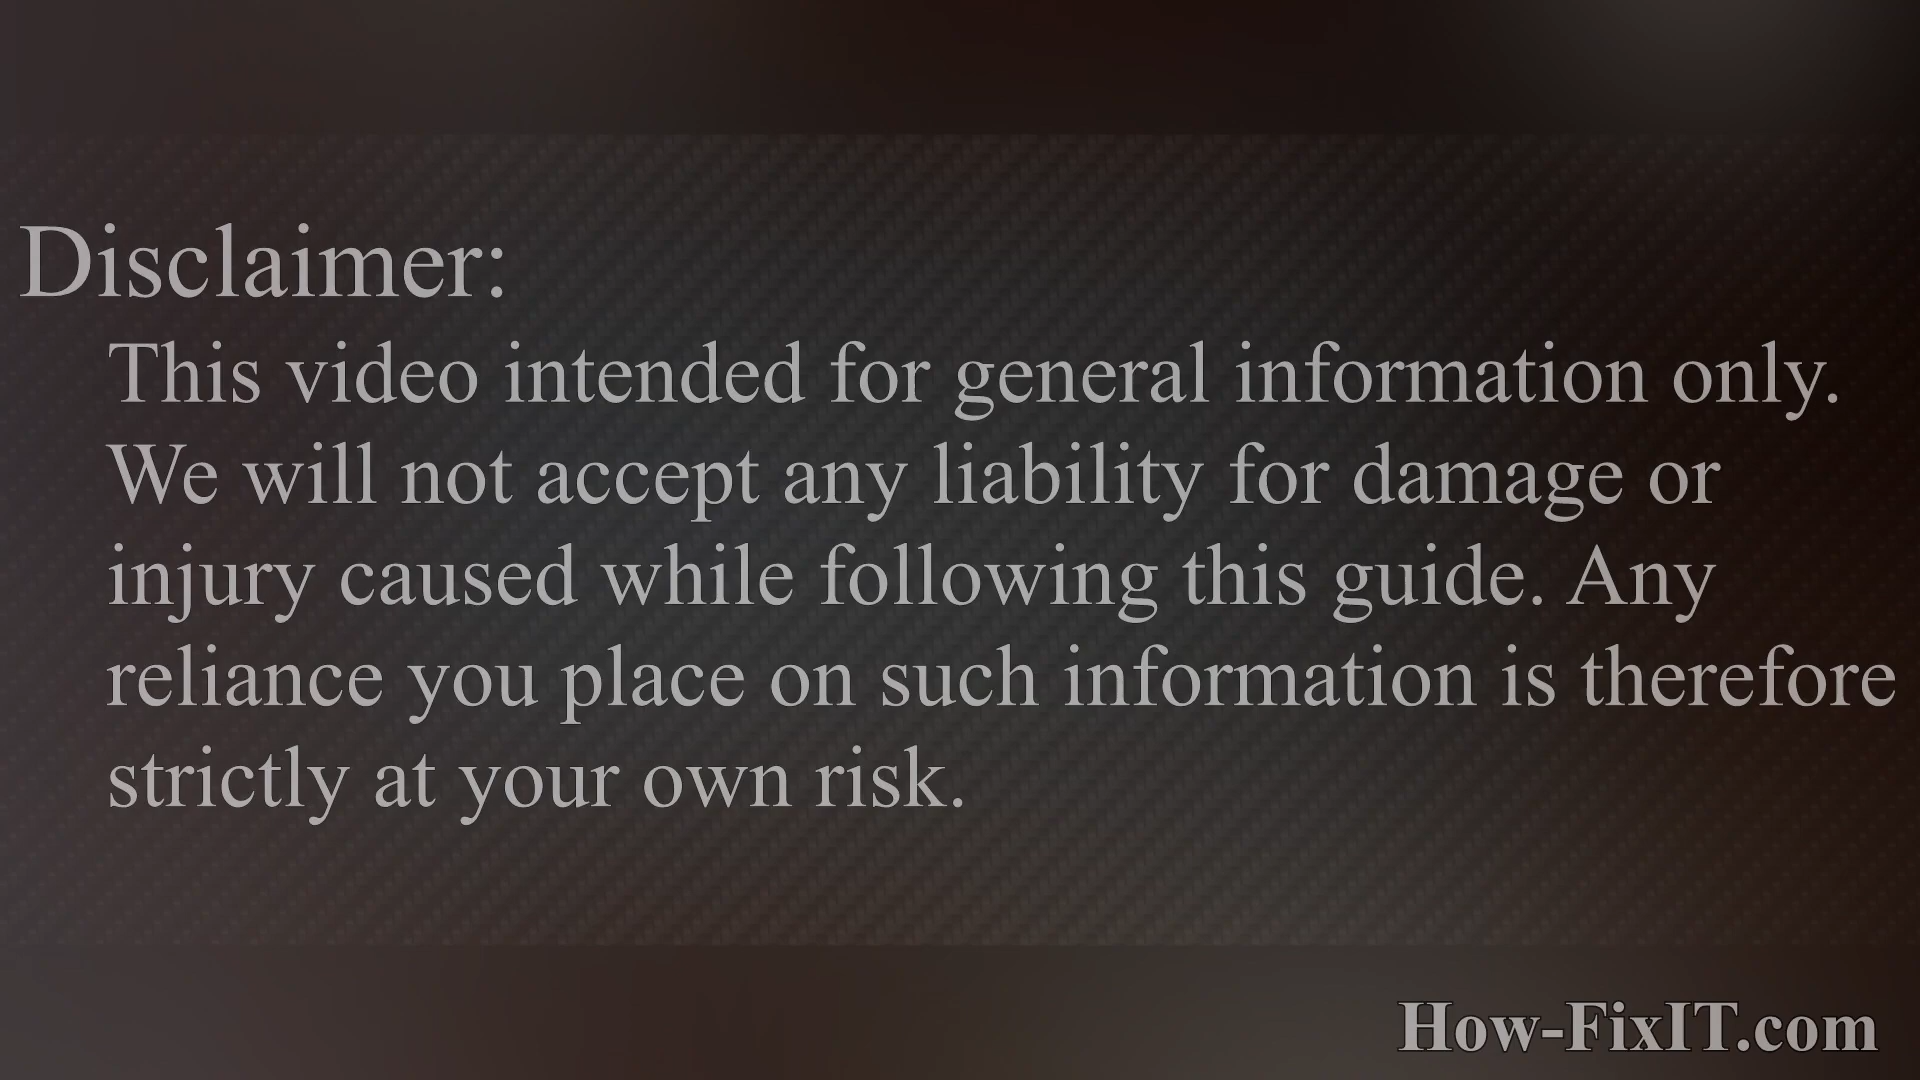 Disclaimer:
This video intended for general information only.
We will not accept any liability for damage or
injury caused while following this guide. Any
reliance you place on such information is therefore
strictly at your own risk.
How-FixIT.com